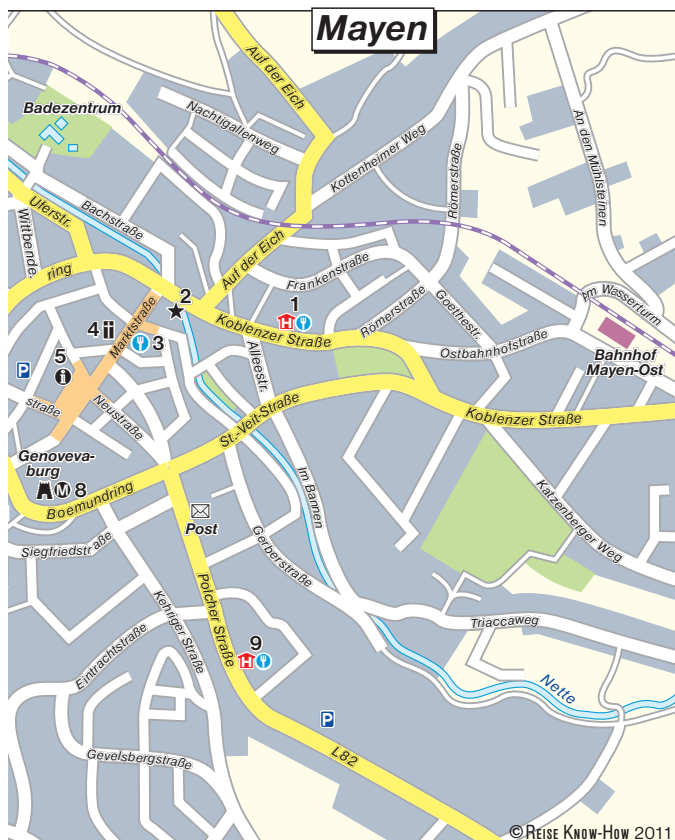 Mayen
Auf der Eich
Badezentrum
Nachtigallenweg
Kottenheimer Weg
Römerstraße
An den Mühlsteinen
Uferstr.
Wittbende.
Bachstraße
Auf der Eich
ring
Frankenstraße
Goethestr.
Am Wasserturm
2
1
H
Koblenzer Straße
Römerstraße
Ostbahnhofstraße
Bahnhof
Mayen-Ost
4
Marktstraße
3
5
i
P
Alleestr.
straße
Neustraße
St.-Veit-Straße
Koblenzer Straße
Genoveva-
burg
M 8
Boemundring
Post
Im Bannen
Katzenberger Weg
Siegfriedstraße
Gerberstraße
Polcher Straße
Kehriger Straße
Eintrachtstraße
Triaccaweg
9
H
Nette
P
Gevelsbergstraße
L82
© REISE KNOW-HOW 2011